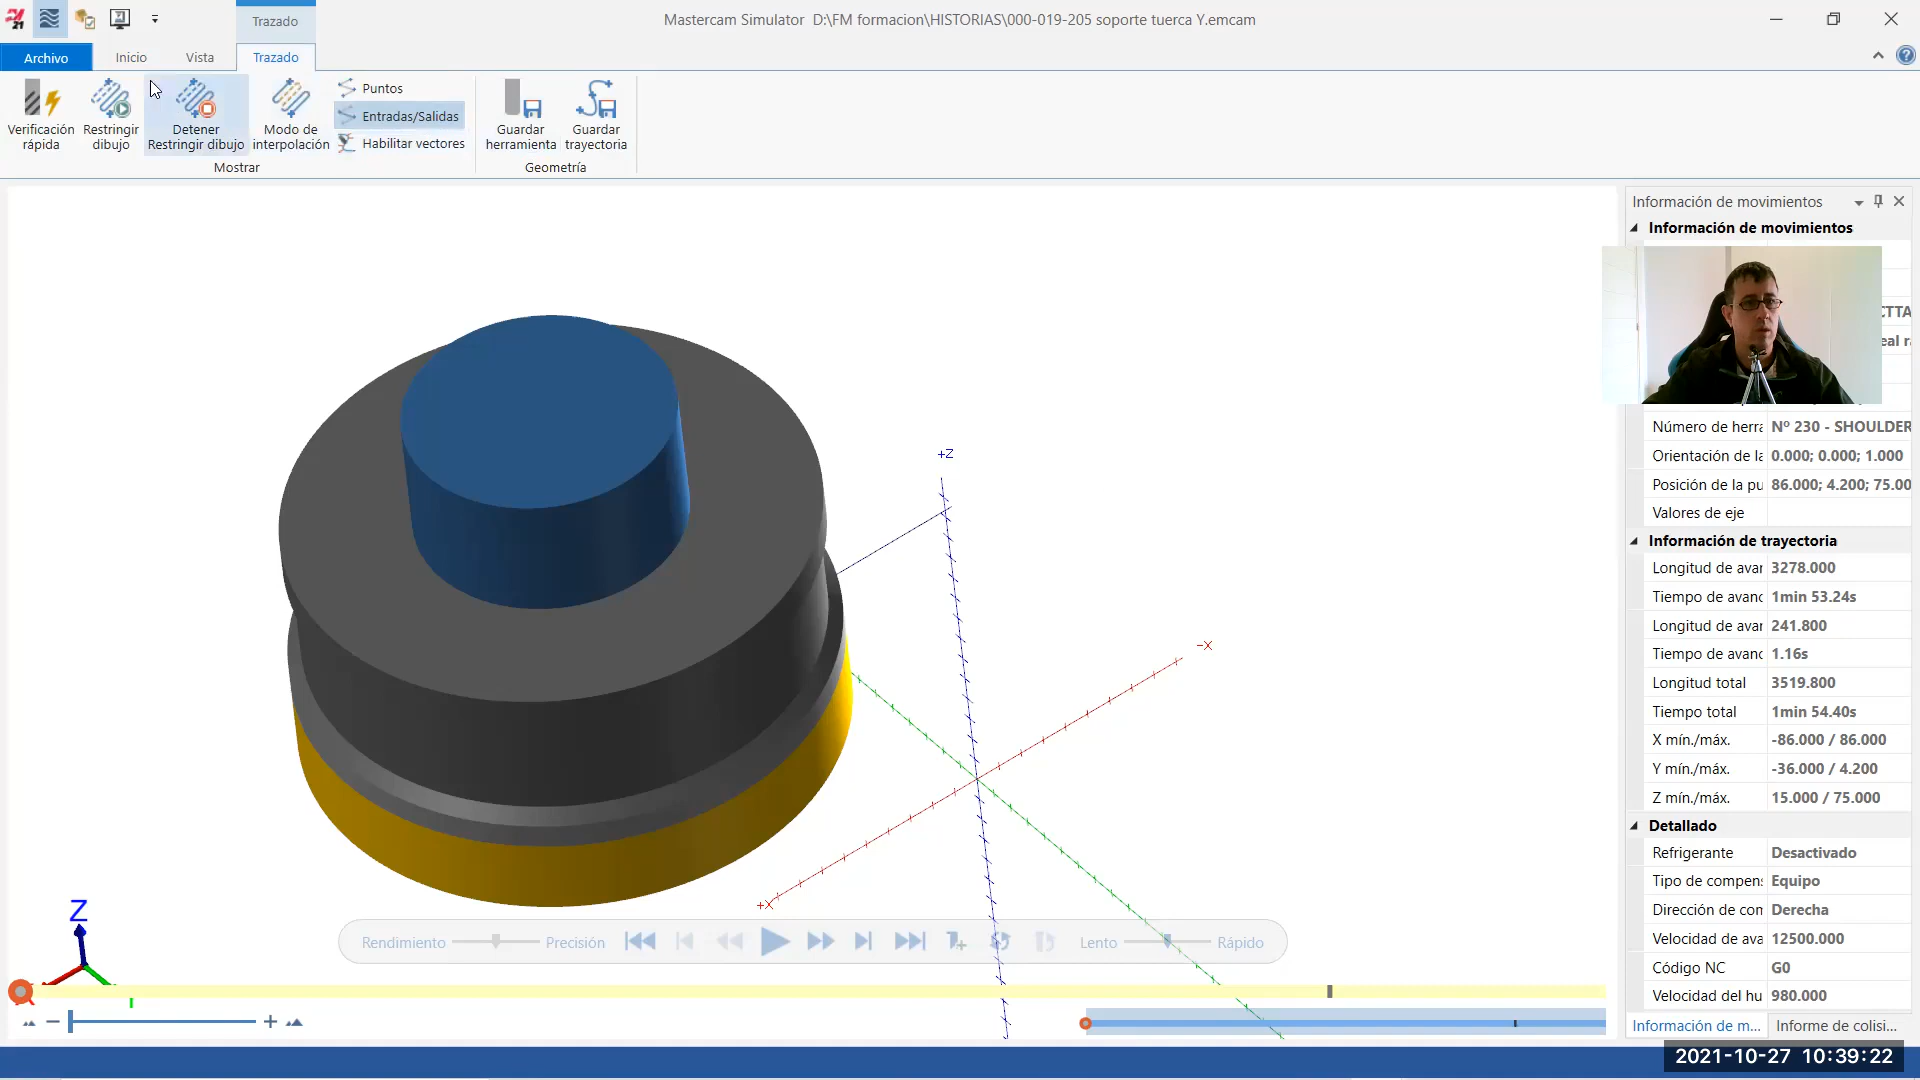 Trazado
Mastercam Simulator D:\FM formacion\HISTORIAS\000-019-205 soporte tuerca Y.emcam
Archivo
Inicio
Vista
Trazado
Verificación rápida
Restringir dibujo
Detener Restringir dibujo
Modo de interpolación
Puntos
Entradas/Salidas
Habilitar vectores
Guardar herramienta
Guardar trayectoria
Mostrar
Geometría
Información de movimientos
Información de movimientos
CTTA
eal r
Número de herra Nº 230 - SHOULDER
Orientación de la 0.000; 0.000; 1.000
Posición de la pu 86.000; 4.200; 75.00
Valores de eje
Información de trayectoria
Longitud de avar 3278.000
Tiempo de avanc 1min 53.24s
Longitud de avar 241.800
Tiempo de avanc 1.16s
Longitud total 3519.800
Tiempo total 1min 54.40s
X mín./máx. -86.000 / 86.000
Y mín./máx. -36.000 / 4.200
Z mín./máx. 15.000 / 75.000
Detallado
Refrigerante Desactivado
Tipo de compens Equipo
Dirección de com Derecha
Velocidad de ava 12500.000
Código NC G0
Velocidad del hu 980.000
Información de m...
Informe de colisi...
+Z
-X
+X
Z
Rendimiento
Precisión
Lento
Rápido
2021-10-27 10:39:22